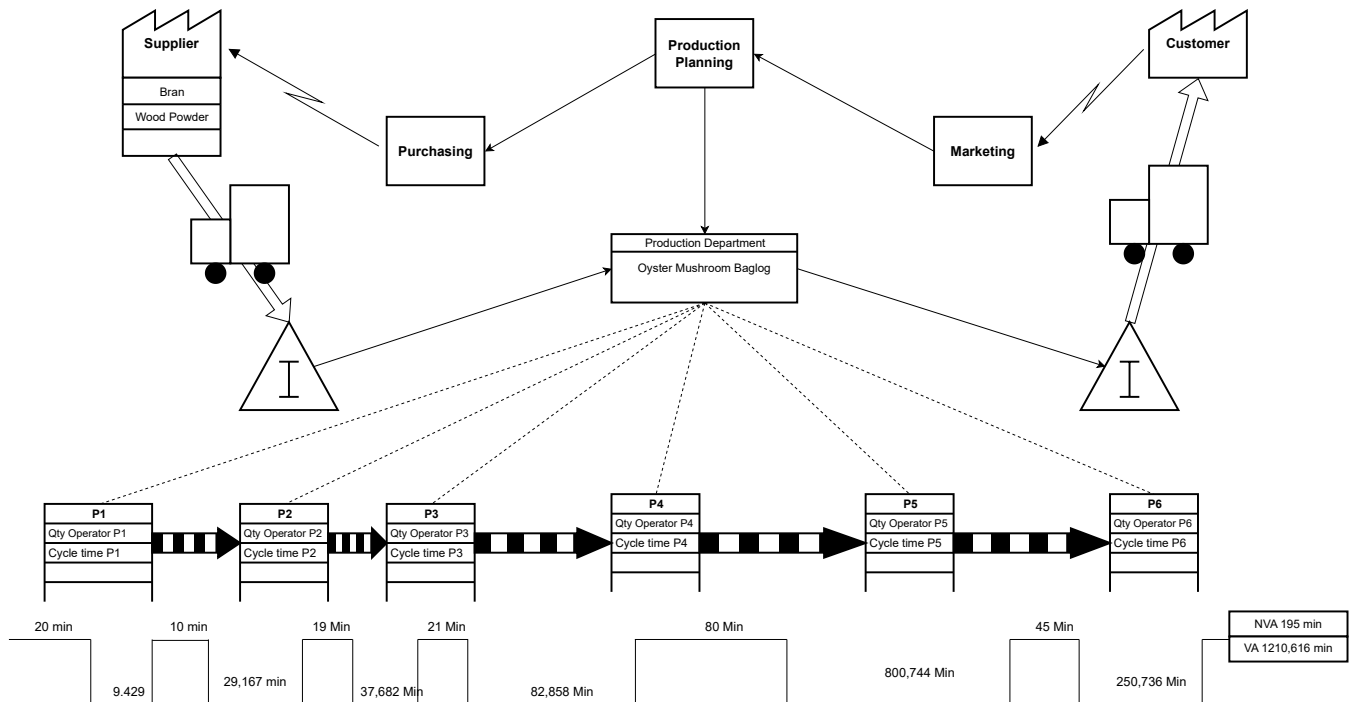 Supplier
Bran
Wood Powder
Production
Planning
Customer
Purchasing
Marketing
Production Department
Oyster Mushroom Baglog
I
I
P1
Qty Operator P1
Cycle time P1
P2
Qty Operator P2
Cycle time P2
P3
Qty Operator P3
Cycle time P3
P4
Qty Operator P4
Cycle time P4
P5
Qty Operator P5
Cycle time P5
P6
Qty Operator P6
Cycle time P6
20 min
10 min
19 Min
21 Min
80 Min
45 Min
NVA 195 min
VA 1210,616 min
9.429
29,167 min
37,682 Min
82,858 Min
800,744 Min
250,736 Min